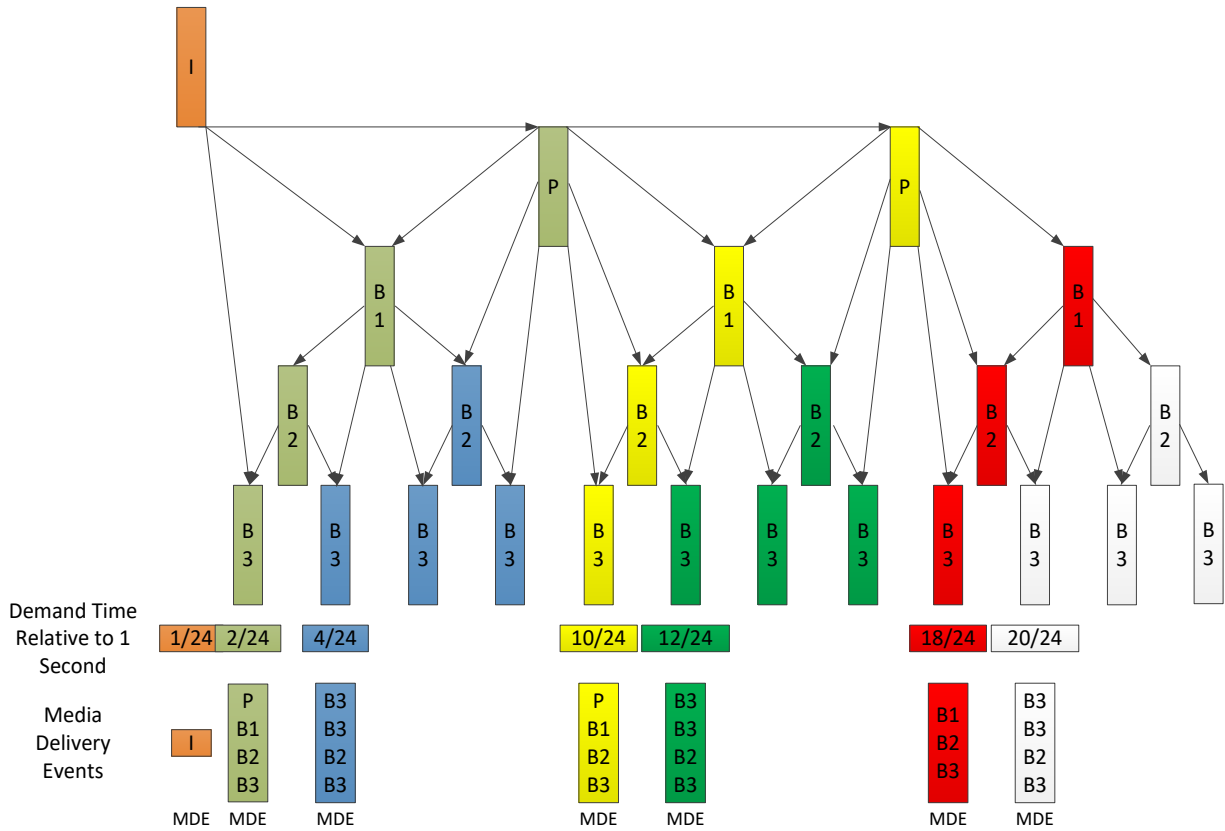 I
P
P
B
1
B
1
B
1
B
2
B
2
B
2
B
2
B
2
B
2
B
3
B
3
B
3
B
3
B
3
B
3
B
3
B
3
B
3
B
3
B
3
B
3
Demand Time
Relative to 1
Second
1/24 2/24 4/24 10/24 12/24 18/24 20/24
Media
Delivery
Events
I
P
B1
B2
B3
B3
B3
B2
B3
P
B1
B2
B3
B3
B3
B2
B3
B1
B2
B3
B3
B3
B2
B3
MDE MDE MDE MDE MDE MDE MDE